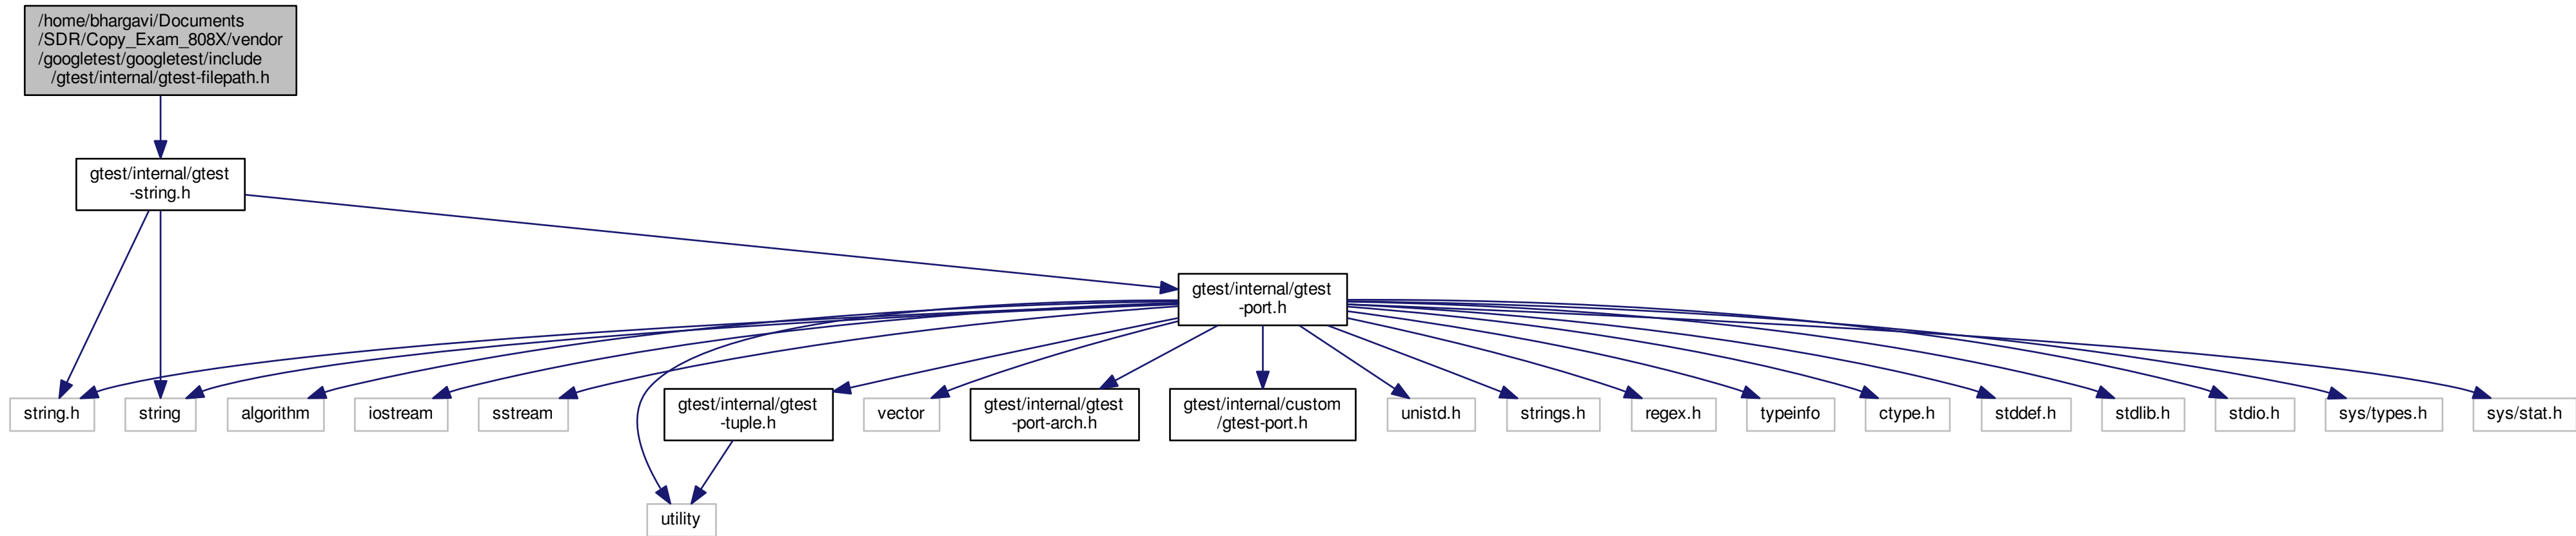 /home/bhargavi/Documents
/SDR/Copy_Exam_808X/vendor
/googletest/googletest/include
/gtest/internal/gtest-filepath.h
gtest/internal/gtest
-string.h
gtest/internal/gtest
-port.h
string.h
string
algorithm
iostream
sstream
gtest/internal/gtest
-tuple.h
vector
gtest/internal/gtest
-port-arch.h
gtest/internal/custom
/gtest-port.h
unistd.h
strings.h
regex.h
typeinfo
ctype.h
stddef.h
stdlib.h
stdio.h
sys/types.h
sys/stat.h
utility